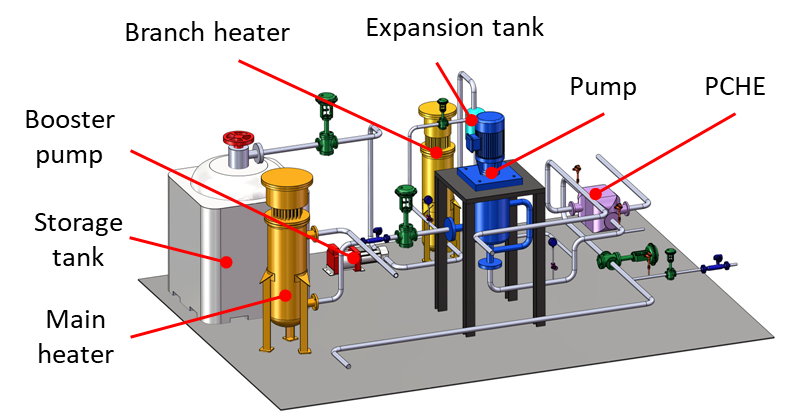 Branch heater
Expansion tank
Pump
PCHE
Booster
pump
Storage
tank
Main
heater